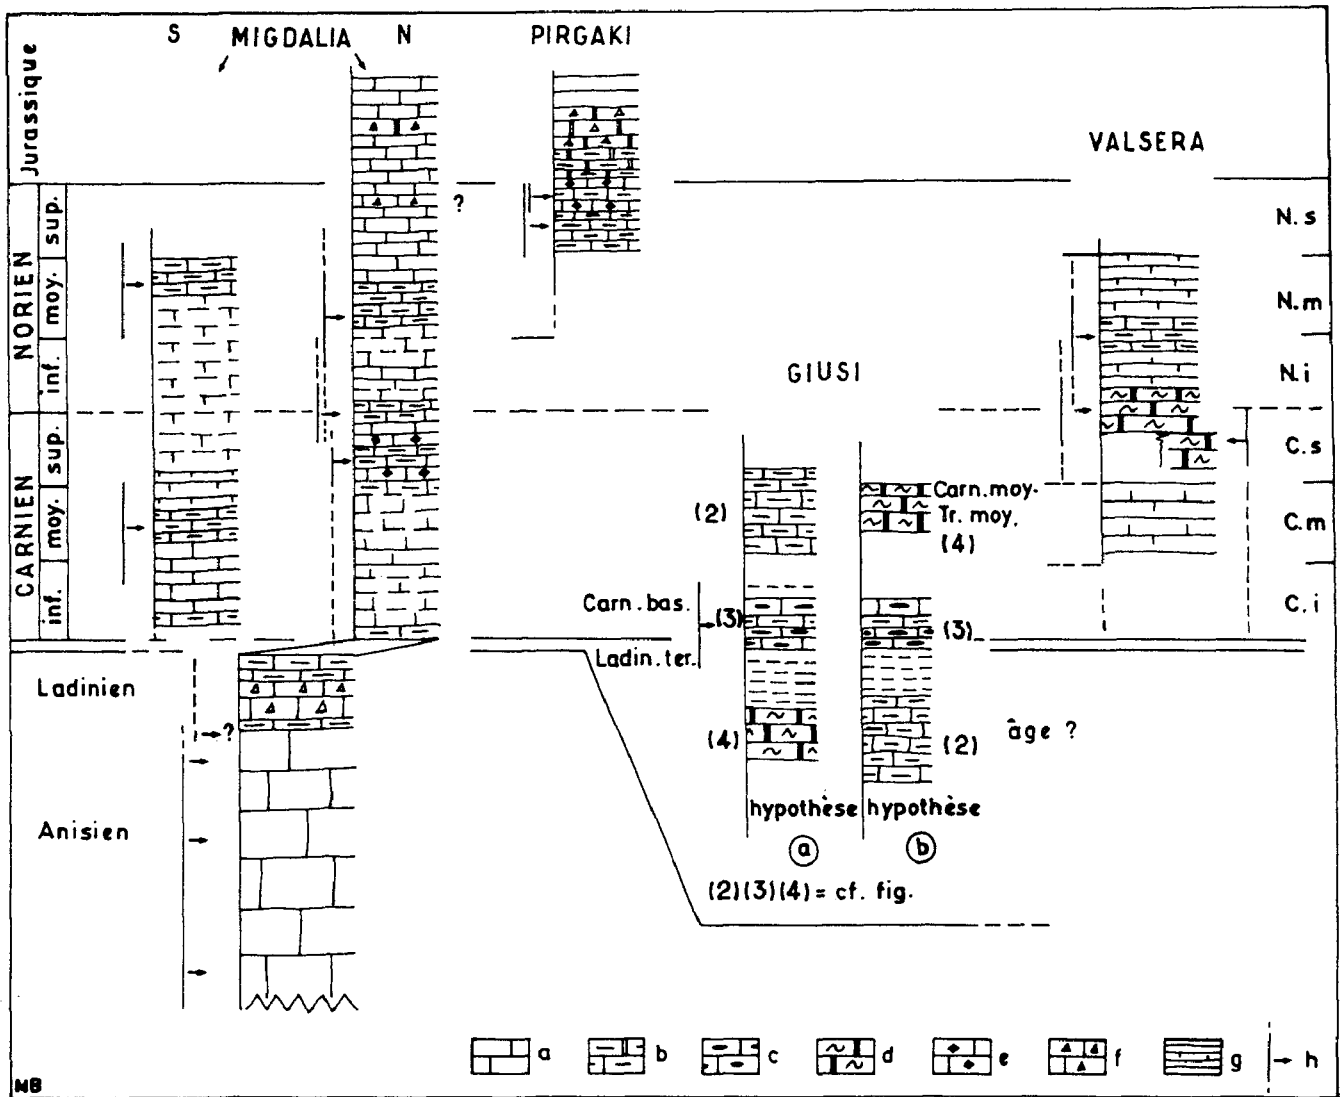 S MIGDALIA N PIRGAKI
Jurassique
VALSERA
NORIEN
sup.
moy.
inf.
?
N.s
N.m
N.i
GIUSI
CARNIEN
sup.
moy.
inf.
C.s
C.m
C.i
(2)
Carn.moy.
Tr. moy.
(4)
Carn.bas.
(3)
(3)
Ladin.ter.
Ladinien
?
(4)
(2)
âge ?
Anisien
hypothèse hypothèse
a b
(2)(3)(4) = cf. fig.
a b c d e f g h
MB